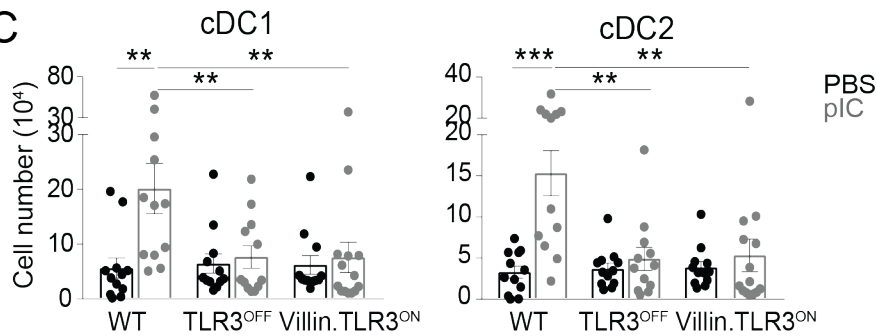 C
cDC1
cDC2
** **
**
*** **
**
Cell number (10⁴)
80
30
30
20
10
0
40
20
20
15
10
5
0
PBS
pIC
WT TLR3ᴼᶠᶠ Villin.TLR3ᴼᴺ
WT TLR3ᴼᶠᶠ Villin.TLR3ᴼᴺ